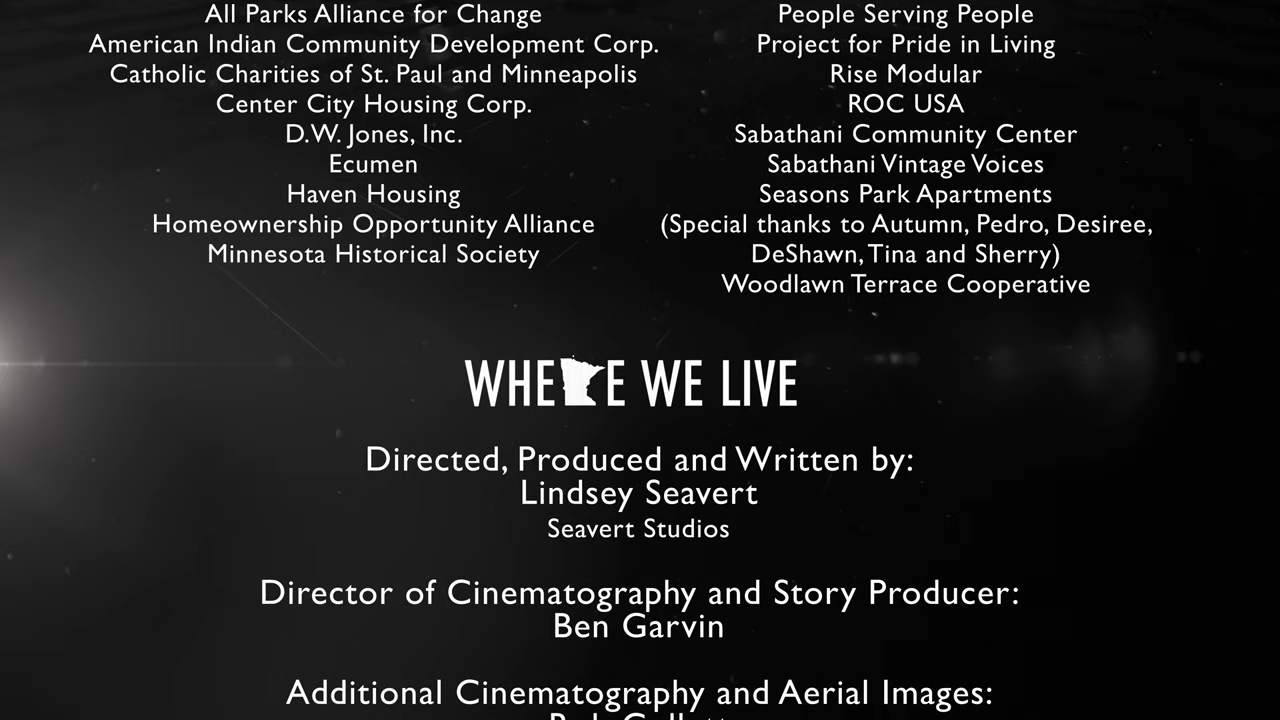 All Parks Alliance for Change
American Indian Community Development Corp.
Catholic Charities of St. Paul and Minneapolis
Center City Housing Corp.
D.W. Jones, Inc.
Ecumen
Haven Housing
Homeownership Opportunity Alliance
Minnesota Historical Society
People Serving People
Project for Pride in Living
Rise Modular
ROC USA
Sabathani Community Center
Sabathani Vintage Voices
Seasons Park Apartments
(Special thanks to Autumn, Pedro, Desiree,
DeShawn, Tina and Sherry)
Woodlawn Terrace Cooperative
WHERE WE LIVE
Directed, Produced and Written by:
Lindsey Seavert
Seavert Studios
Director of Cinematography and Story Producer:
Ben Garvin
Additional Cinematography and Aerial Images: